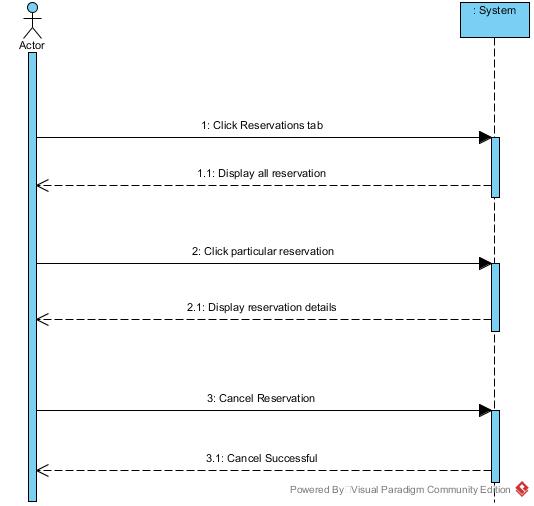 : System
Actor
1: Click Reservations tab
1.1: Display all reservation
2: Click particular reservation
2.1: Display reservation details
3: Cancel Reservation
3.1: Cancel Successful
Powered By Visual Paradigm Community Edition